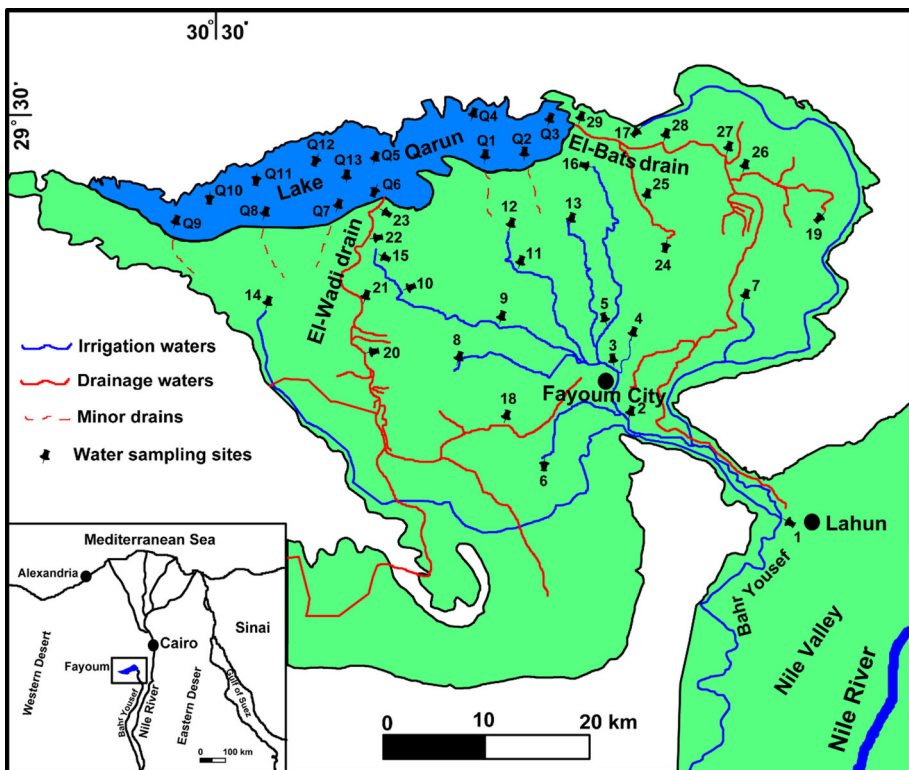 30° 30'
29° 30'
Q4
Q3
29
17
28
27
Q12
Q5
Qarun
Q1
Q2
El-Bats drain
26
Q13
16
Q11
Lake
Q10
Q6
25
Q9
Q8
Q7
23
12
13
19
22
24
15
11
El-Wadi drain
14
21
10
7
9
5
4
8
3
20
Irrigation waters
Drainage waters
Minor drains
Water sampling sites
Fayoum City
18
2
6
Lahun
1
Bahr Yousef
Nile Valley
Nile River
Mediterranean Sea
Alexandria
Sinai
Cairo
Western Desert
Fayoum
Bahr Yousef
Nile River
Eastern Deser
Gulf of Suez
0 100 km
0 10 20 km